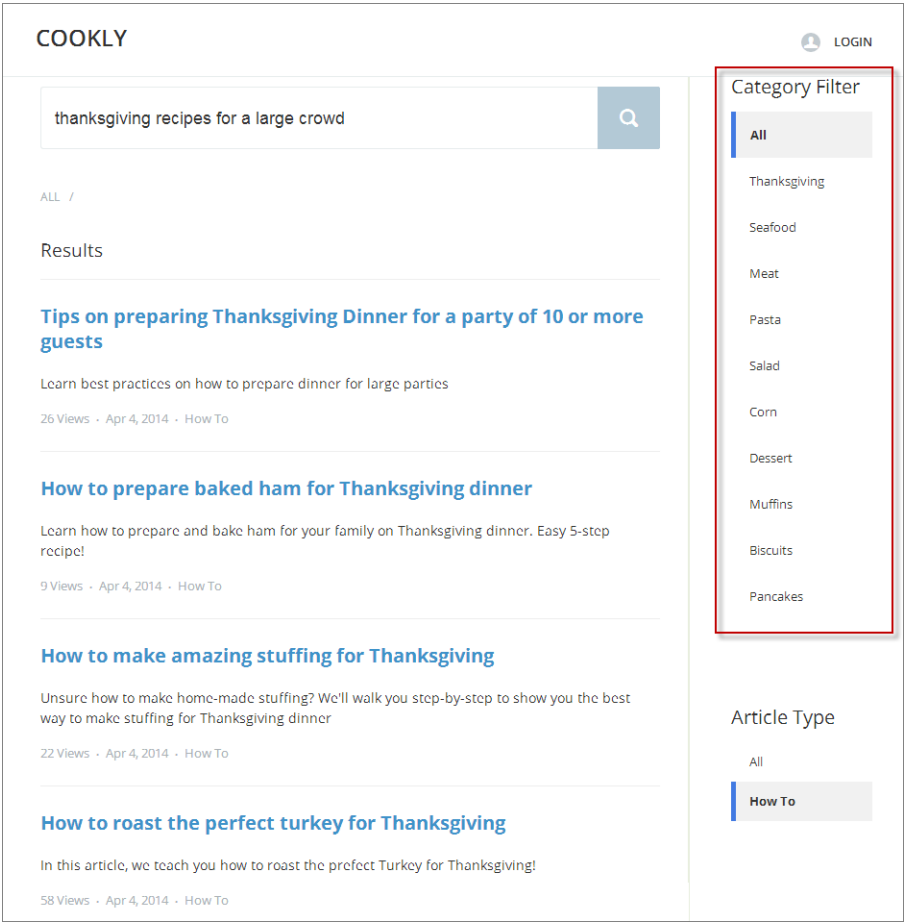 COOKLY
LOGIN
thanksgiving recipes for a large crowd
ALL /
Results
Tips on preparing Thanksgiving Dinner for a party of 10 or more
guests
Learn best practices on how to prepare dinner for large parties
26 Views · Apr 4, 2014 · How To
How to prepare baked ham for Thanksgiving dinner
Learn how to prepare and bake ham for your family on Thanksgiving dinner. Easy 5-step
recipe!
9 Views · Apr 4, 2014 · How To
How to make amazing stuffing for Thanksgiving
Unsure how to make home-made stuffing? We'll walk you step-by-step to show you the best
way to make stuffing for Thanksgiving dinner
22 Views · Apr 4, 2014 · How To
How to roast the perfect turkey for Thanksgiving
In this article, we teach you how to roast the prefect Turkey for Thanksgiving!
58 Views · Apr 4, 2014 · How To
Category Filter
All
Thanksgiving
Seafood
Meat
Pasta
Salad
Corn
Dessert
Muffins
Biscuits
Pancakes
Article Type
All
How To